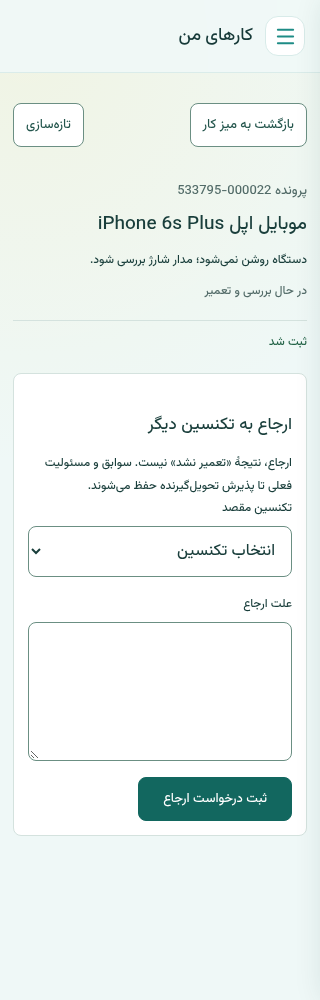 کارهای من
بازگشت به میز کار
تازه‌سازی
پرونده 000022-533795
موبایل اپل iPhone 6s Plus
دستگاه روشن نمی‌شود؛ مدار شارژ بررسی شود.
در حال بررسی و تعمیر
ثبت شد
ارجاع به تکنسین دیگر
ارجاع، نتیجهٔ «تعمیر نشد» نیست. سوابق و مسئولیت
فعلی تا پذیرش تحویل‌گیرنده حفظ می‌شوند.
تکنسین مقصد
انتخاب تکنسین
علت ارجاع
ثبت درخواست ارجاع